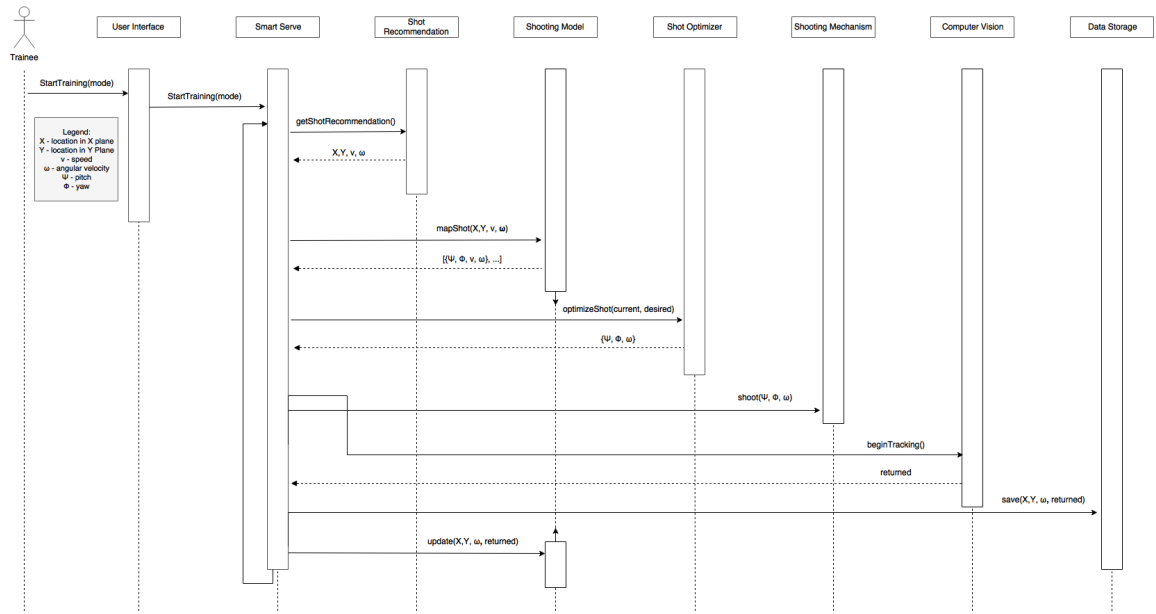 User Interface
Smart Serve
Shot
Recommendation
Shooting Model
Shot Optimizer
Shooting Mechanism
Computer Vision
Data Storage
Trainee
StartTraining(mode)
StartTraining(mode)
Legend:
X - location in X plane
Y - location in Y Plane
v - speed
ω - angular velocity
Ψ - pitch
Φ - yaw
getShotRecommendation()
X,Y, v, ω
mapShot(X,Y, v, ω)
[{Ψ, Φ, v, ω}, ...]
optimizeShot(current, desired)
{Ψ, Φ, ω}
shoot(Ψ, Φ, ω)
beginTracking()
returned
save(X,Y, ω, returned)
update(X,Y, ω, returned)